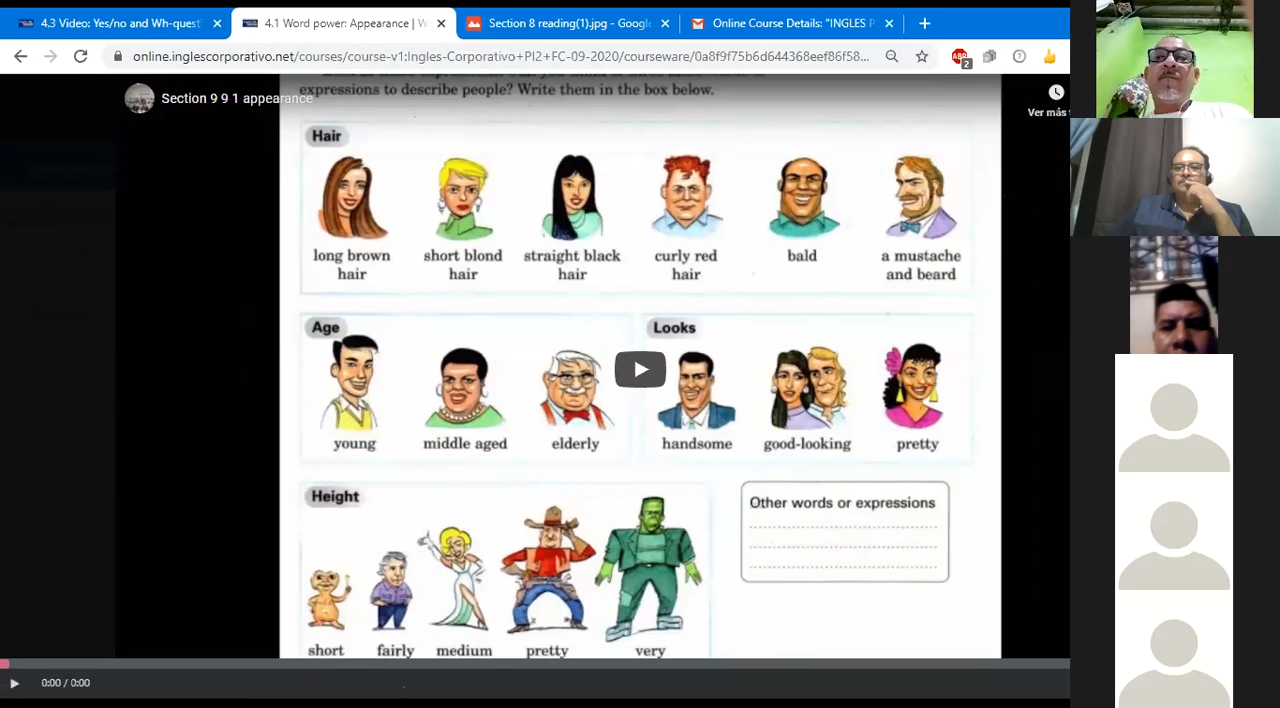 4.3 Video: Yes/no and Wh-quest
4.1 Word power: Appearance | W
Section 8 reading(1).jpg - Google
Online Course Details: "INGLES P
online.inglescorporativo.net/courses/course-v1:Ingles-Corporativo+PI2+FC-09-2020/courseware/0a8f9f75b6d644368eef86f58...
ABP
2
expressions to describe people? Write them in the box below.
Section 9 9 1 appearance
Ver más
Hair
long brown hair
short blond hair
straight black hair
curly red hair
bald
a mustache and beard
Age
young
middle aged
elderly
Looks
handsome
good-looking
pretty
Height
short
fairly
medium
pretty
very
Other words or expressions
0:00 / 0:00